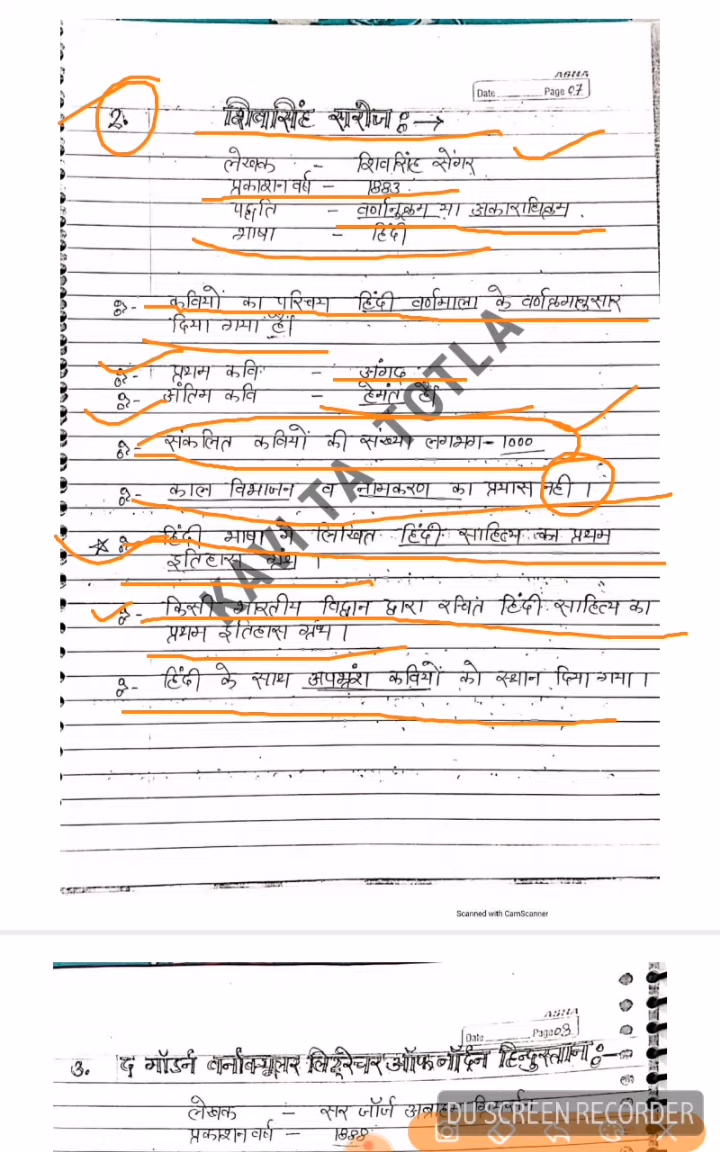 ASHA
Date Page 07
2. शिवसिंह सरोज :→
लेखक - शिवसिंह सेंगर
प्रकाशन वर्ष - 1883
पद्धति - वर्णानुक्रम या अकारादिक्रम
भाषा - हिंदी
कवियों का परिचय हिंदी वर्णमाला के वर्णक्रमानुसार
दिया गया है।
प्रथम कवि - अंगद
अंतिम कवि - हेमंत है।
संकलित कवियों की संख्या लगभग - 1000
काल विभाजन व नामकरण का प्रयास नही ।
हिंदी भाषा में लिखित हिंदी साहित्य का प्रथम
इतिहास ग्रंथ ।
किसी भारतीय विद्वान द्वारा रचित हिंदी साहित्य का
प्रथम इतिहास ग्रंथ ।
हिंदी के साथ अपभ्रंश कवियों को स्थान दिया गया ।
KAVITA TOTLA
Scanned with CamScanner
ASHA
Date Page 08
3. द मॉडर्न वर्नाक्यूलर लिट्रेचर ऑफ नॉर्दन हिन्दुस्तान :-
लेखक - सर जॉर्ज अब्राहम
DU SCREEN RECORDER
प्रकाशन वर्ष - 1888